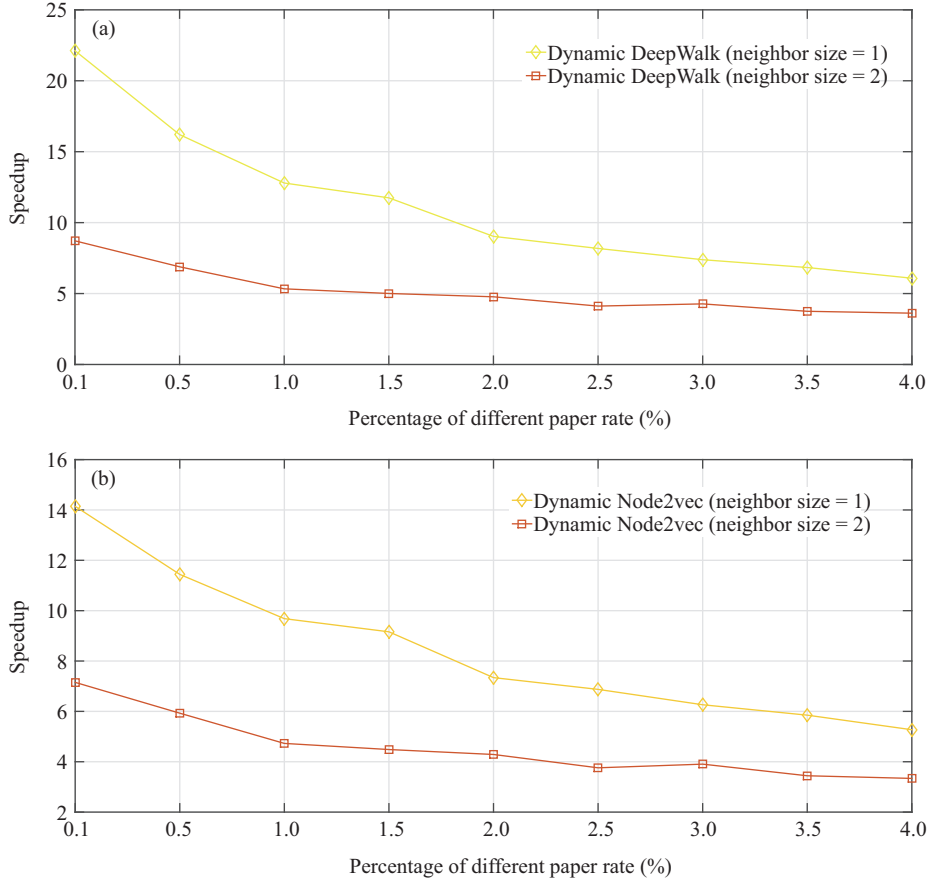 (a)
25
20
15
10
5
0
Speedup
Dynamic DeepWalk (neighbor size = 1)
Dynamic DeepWalk (neighbor size = 2)
0.1 0.5 1.0 1.5 2.0 2.5 3.0 3.5 4.0
Percentage of different paper rate (%)
(b)
16
14
12
10
8
6
4
2
Speedup
Dynamic Node2vec (neighbor size = 1)
Dynamic Node2vec (neighbor size = 2)
0.1 0.5 1.0 1.5 2.0 2.5 3.0 3.5 4.0
Percentage of different paper rate (%)